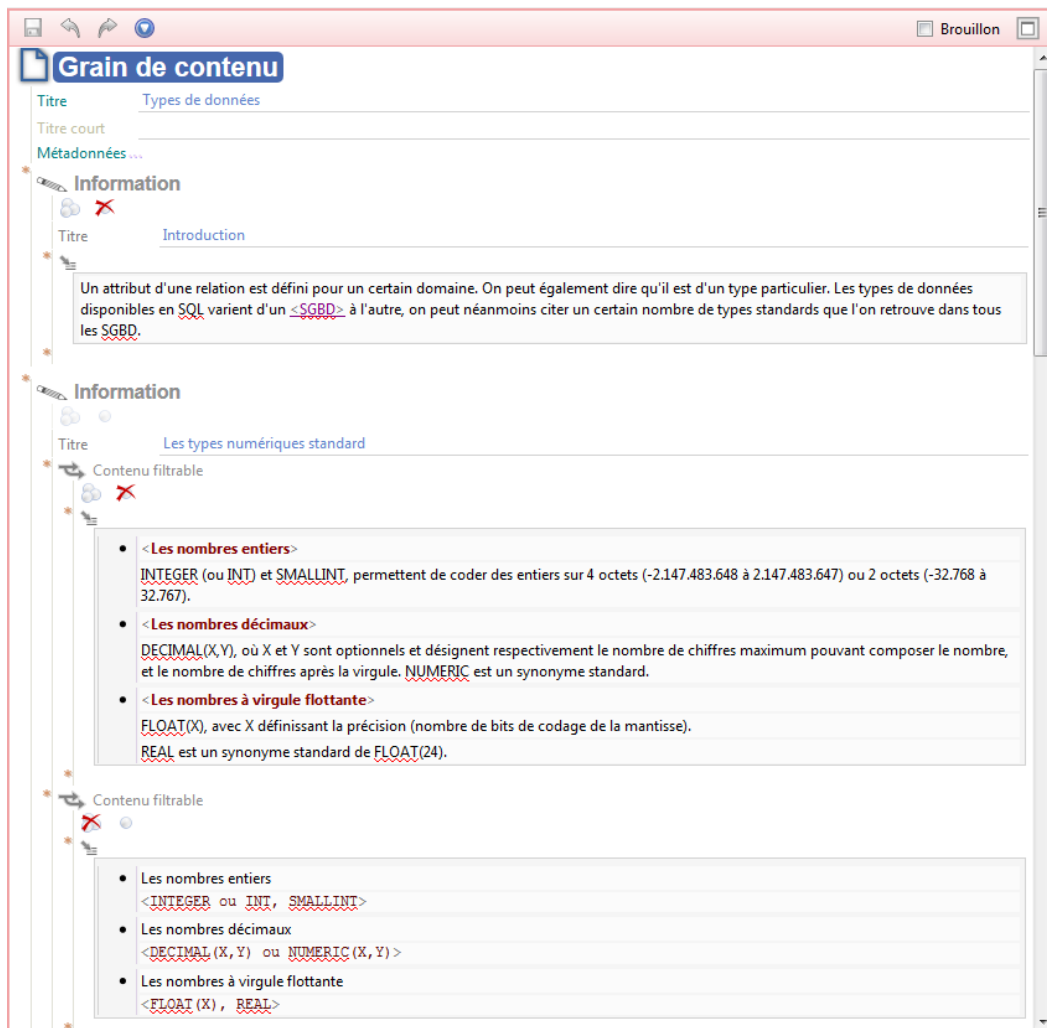 Brouillon
Grain de contenu
Titre Types de données
Titre court
Métadonnées ...
Information
Titre Introduction
Un attribut d'une relation est défini pour un certain domaine. On peut également dire qu'il est d'un type particulier. Les types de données
disponibles en SQL varient d'un <SGBD> à l'autre, on peut néanmoins citer un certain nombre de types standards que l'on retrouve dans tous
les SGBD.
Information
Titre Les types numériques standard
Contenu filtrable
• <Les nombres entiers>
INTEGER (ou INT) et SMALLINT, permettent de coder des entiers sur 4 octets (-2.147.483.648 à 2.147.483.647) ou 2 octets (-32.768 à
32.767).
• <Les nombres décimaux>
DECIMAL(X,Y), où X et Y sont optionnels et désignent respectivement le nombre de chiffres maximum pouvant composer le nombre,
et le nombre de chiffres après la virgule. NUMERIC est un synonyme standard.
• <Les nombres à virgule flottante>
FLOAT(X), avec X définissant la précision (nombre de bits de codage de la mantisse).
REAL est un synonyme standard de FLOAT(24).
Contenu filtrable
• Les nombres entiers
<INTEGER ou INT, SMALLINT>
• Les nombres décimaux
<DECIMAL(X,Y) ou NUMERIC(X,Y)>
• Les nombres à virgule flottante
<FLOAT(X), REAL>